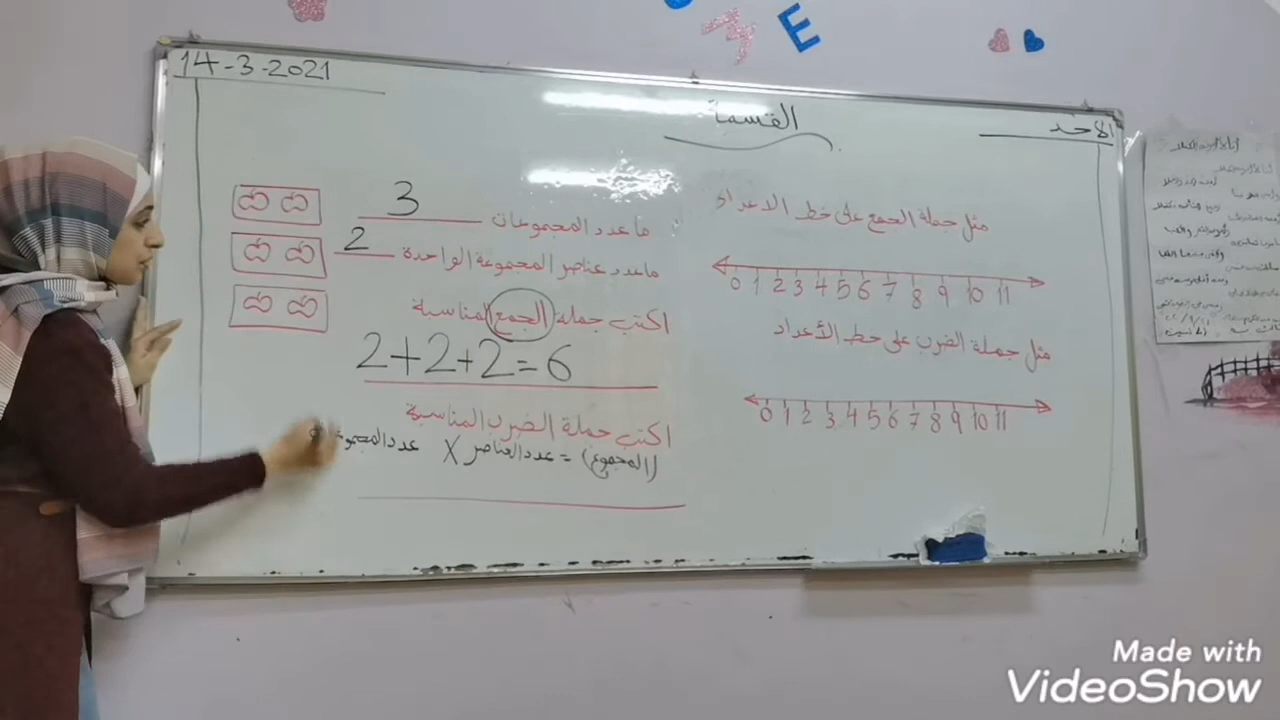 M E
14-3-2021
الأحد
القسمة
مثل جملة الجمع على خط الاعداد
0 1 2 3 4 5 6 7 8 9 10 11
مثل جملة الضرب على خط الأعداد
0 1 2 3 4 5 6 7 8 9 10 11
ما عدد المجموعات 3
ما عدد عناصر المجموعة الواحدة 2
اكتب جملة الجمع المناسبة
2+2+2=6
اكتب جملة الضرب المناسبة
(المجموع) = عدد العناصر X عدد
Made with
VideoShow